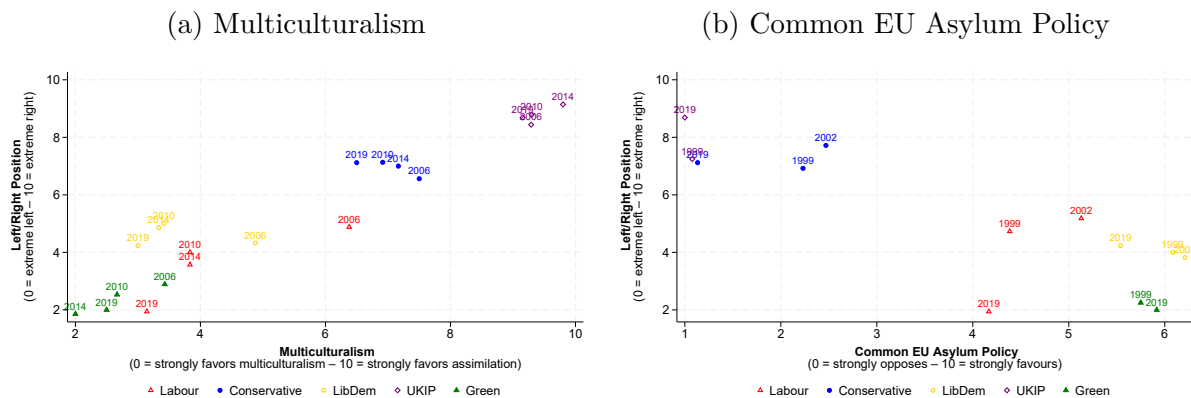 (a) Multiculturalism
(b) Common EU Asylum Policy
Left/Right Position
(0 = extreme left – 10 = extreme right)
10
8
6
4
2
2014
2010
2019
2006
2019
2010
2014
2006
2006
2010
2019
2006
2010
2014
2010
2006
2014
2019
2019
2
4
6
8
10
Multiculturalism
(0 = strongly favors multiculturalism – 10 = strongly favors assimilation)
Labour
Conservative
LibDem
UKIP
Green
Left/Right Position
(0 = extreme left – 10 = extreme right)
10
8
6
4
2
2019
1999
2019
2002
1999
2002
1999
2019
1999
1999
2019
2019
1
2
3
4
5
6
Common EU Asylum Policy
(0 = strongly opposes – 10 = strongly favours)
Labour
Conservative
LibDem
UKIP
Green